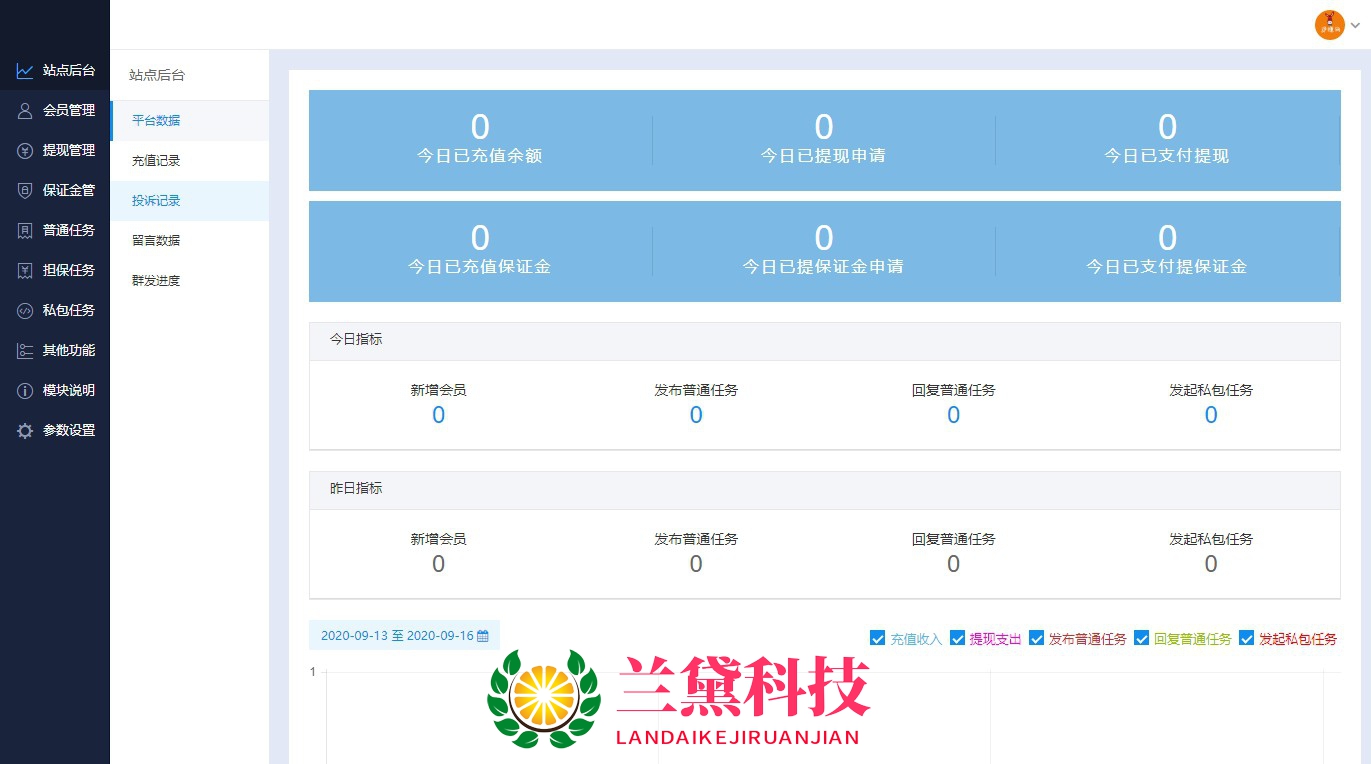 站点后台
会员管理
提现管理
保证金管
普通任务
担保任务
私包任务
其他功能
模块说明
参数设置
站点后台
平台数据
充值记录
投诉记录
留言数据
群发进度
0 0 0
今日已充值余额 今日已提现申请 今日已支付提现
0 0 0
今日已充值保证金 今日已提保证金申请 今日已支付提保证金
今日指标
新增会员 发布普通任务 回复普通任务 发起私包任务
0 0 0 0
昨日指标
新增会员 发布普通任务 回复普通任务 发起私包任务
0 0 0 0
2020-09-13 至 2020-09-16
充值收入 提现支出 发布普通任务 回复普通任务 发起私包任务
1
兰黛科技
LANDAIKEJIRUANJIAN